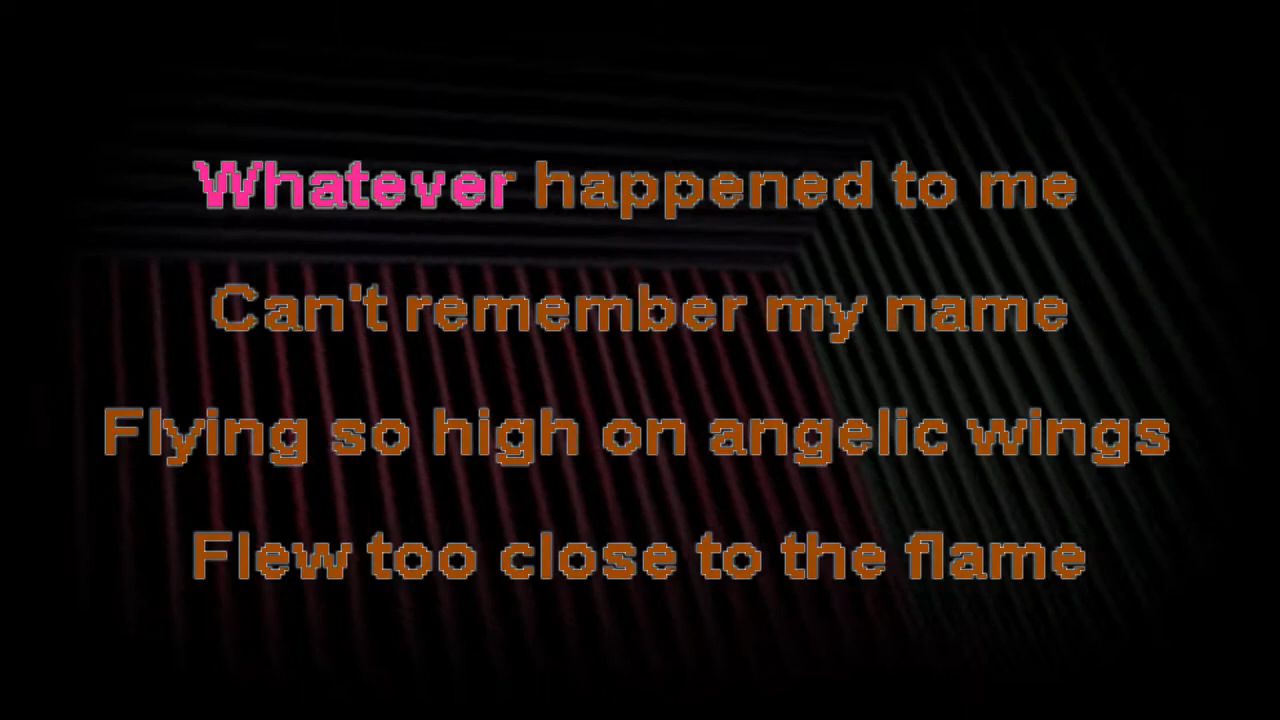 Whatever happened to me
Can't remember my name
Flying so high on angelic wings
Flew too close to the flame